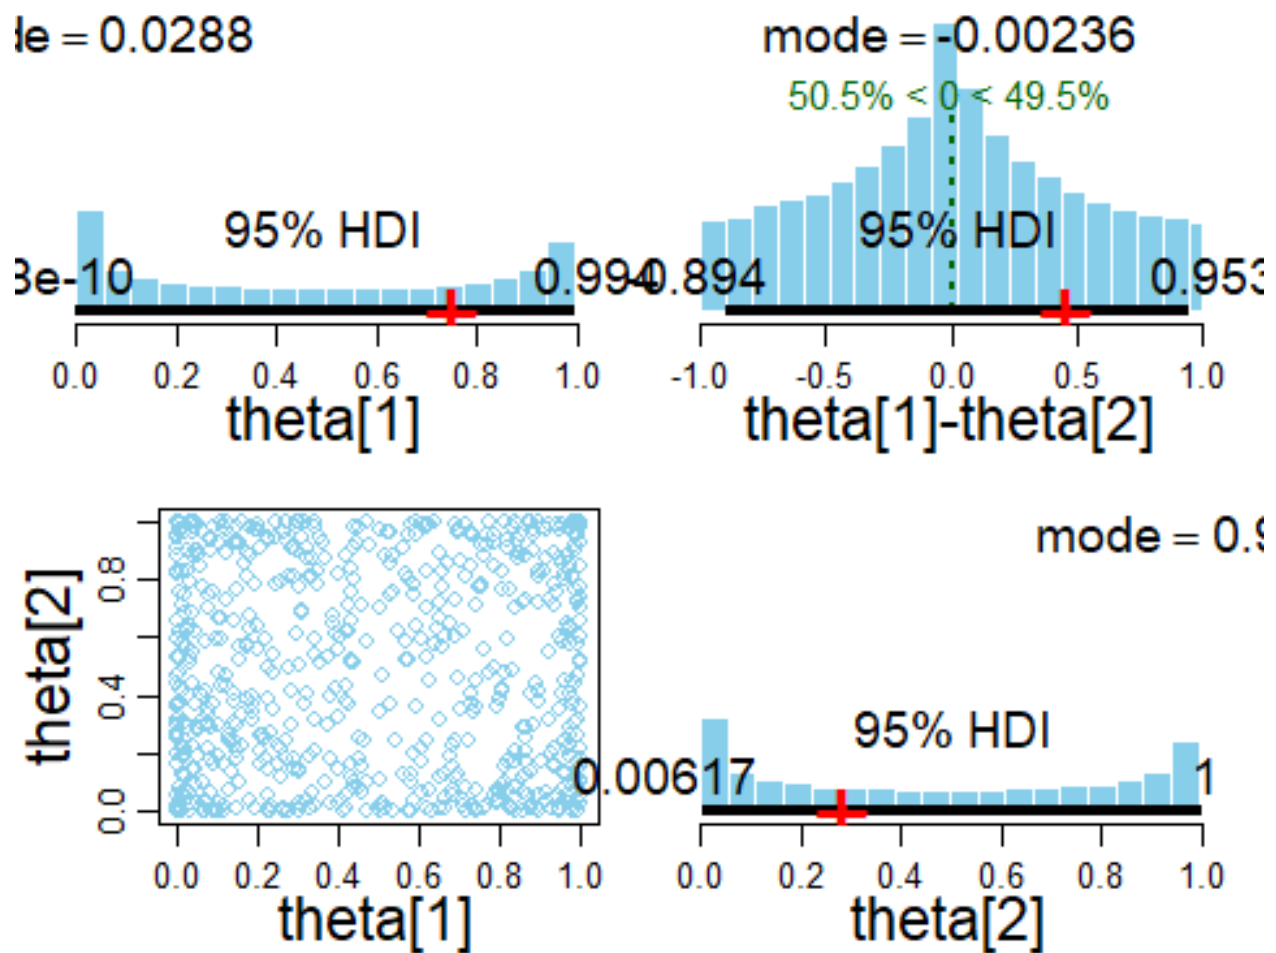 de = 0.0288
95% HDI
3e-10
0.994
0.0 0.2 0.4 0.6 0.8 1.0
theta[1]
mode = -0.00236
50.5% < 0 < 49.5%
95% HDI
-0.894
0.953
-1.0 -0.5 0.0 0.5 1.0
theta[1]-theta[2]
theta[2]
0.0 0.4 0.8
0.0 0.2 0.4 0.6 0.8 1.0
theta[1]
mode = 0.9
95% HDI
0.00617
1
0.0 0.2 0.4 0.6 0.8 1.0
theta[2]